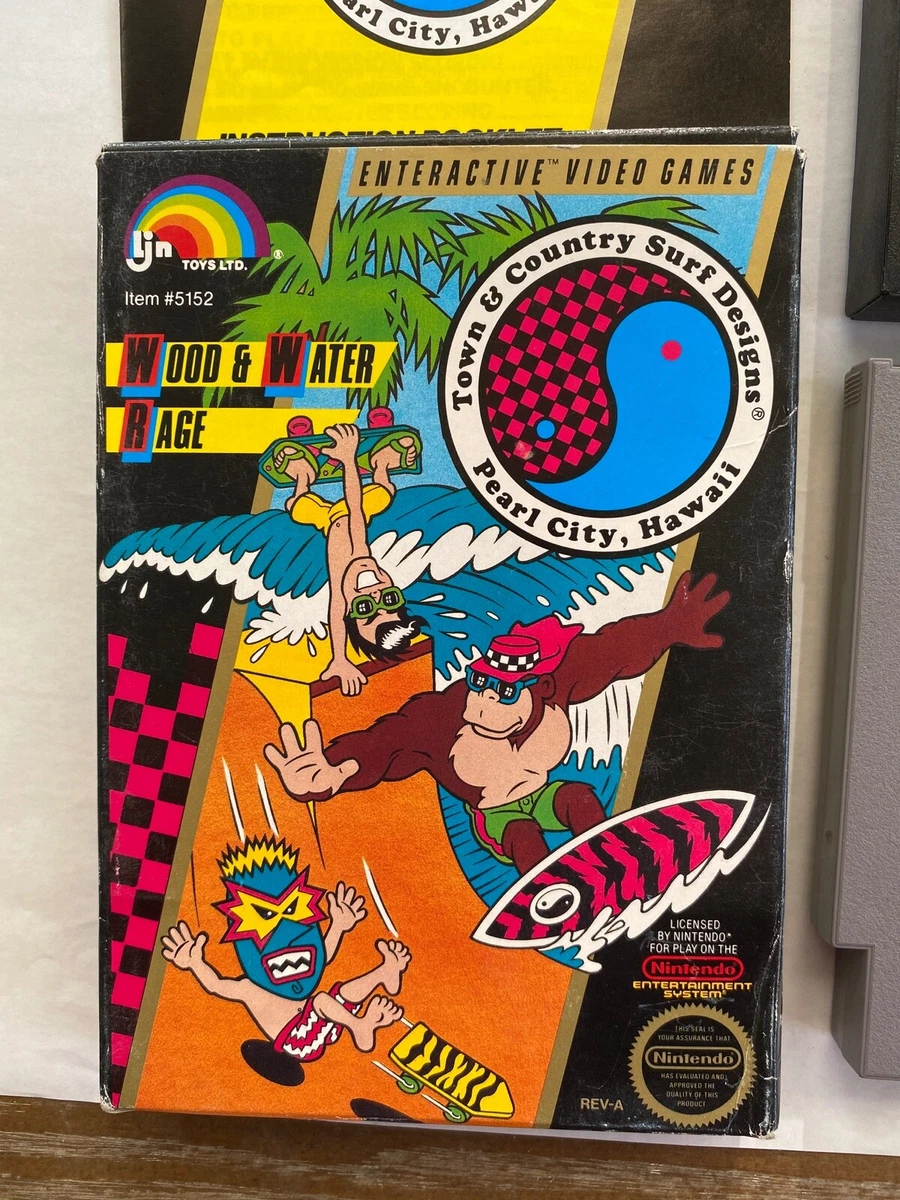 Pearl City, Hawaii
INSTRUCTION BOOKLET
ENTERACTIVE™ VIDEO GAMES
Town & Country Surf Designs®
Pearl City, Hawaii
ljn
TOYS LTD.®
Item #5152
WOOD & WATER
RAGE
LICENSED
BY NINTENDO®
FOR PLAY ON THE
Nintendo
ENTERTAINMENT
SYSTEM®
THIS SEAL IS
YOUR ASSURANCE THAT
Nintendo
HAS EVALUATED AND
APPROVED THE
QUALITY OF THIS
PRODUCT
REV-A